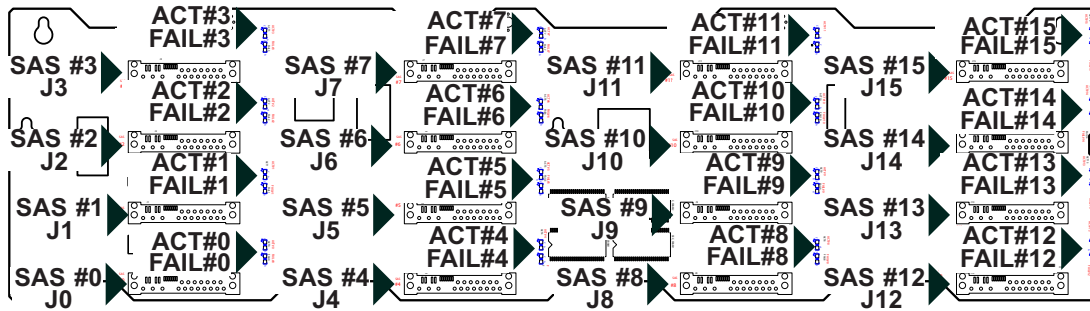 ACT#3
FAIL#3
SAS #3
J3
ACT#2
FAIL#2
SAS #2
J2
ACT#1
FAIL#1
SAS #1
J1
ACT#0
FAIL#0
SAS #0
J0
ACT#7
FAIL#7
SAS #7
J7
ACT#6
FAIL#6
SAS #6
J6
ACT#5
FAIL#5
SAS #5
J5
ACT#4
FAIL#4
SAS #4
J4
ACT#11
FAIL#11
SAS #11
J11
ACT#10
FAIL#10
SAS #10
J10
ACT#9
FAIL#9
SAS #9
J9
ACT#8
FAIL#8
SAS #8
J8
ACT#15
FAIL#15
SAS #15
J15
ACT#14
FAIL#14
SAS #14
J14
ACT#13
FAIL#13
SAS #13
J13
ACT#12
FAIL#12
SAS #12
J12